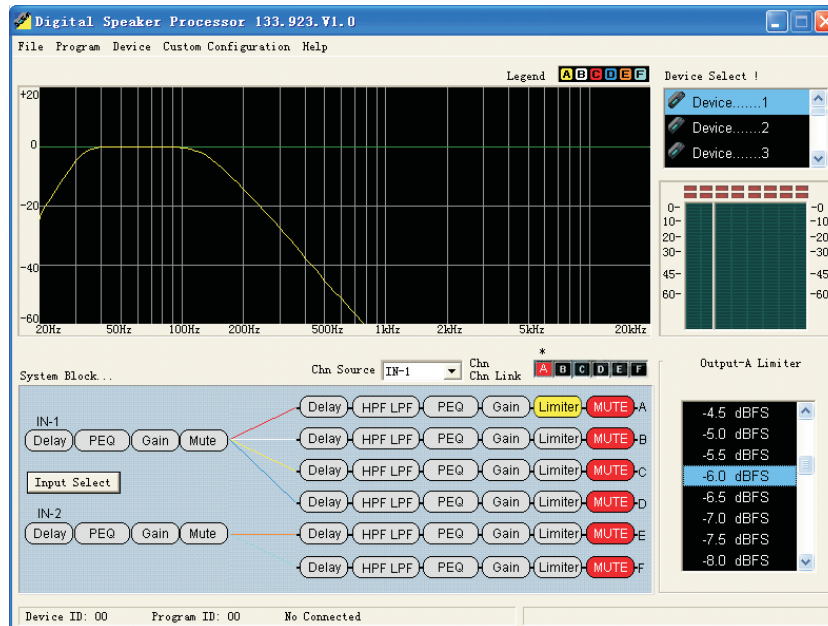 Digital Speaker Processor 133.923.V1.0
File Program Device Custom Configuration Help
Legend A B C D E F
Device Select !
+20
0
-20
-40
-60
20Hz 50Hz 100Hz 200Hz 500Hz 1kHz 2kHz 5kHz 20kHz
Device.......1
Device.......2
Device.......3
0- -0
10- -10
20- -20
30- -30
45- -45
60- -60
System Block...
Chn Source IN-1
Chn
Chn Link
*
A B C D E F
Output-A Limiter
IN-1
Delay PEQ Gain Mute
Input Select
IN-2
Delay PEQ Gain Mute
Delay HPF LPF PEQ Gain Limiter MUTE A
Delay HPF LPF PEQ Gain Limiter MUTE B
Delay HPF LPF PEQ Gain Limiter MUTE C
Delay HPF LPF PEQ Gain Limiter MUTE D
Delay HPF LPF PEQ Gain Limiter MUTE E
Delay HPF LPF PEQ Gain Limiter MUTE F
-4.5 dBFS
-5.0 dBFS
-5.5 dBFS
-6.0 dBFS
-6.5 dBFS
-7.0 dBFS
-7.5 dBFS
-8.0 dBFS
Device ID: 00 Program ID: 00 No Connected